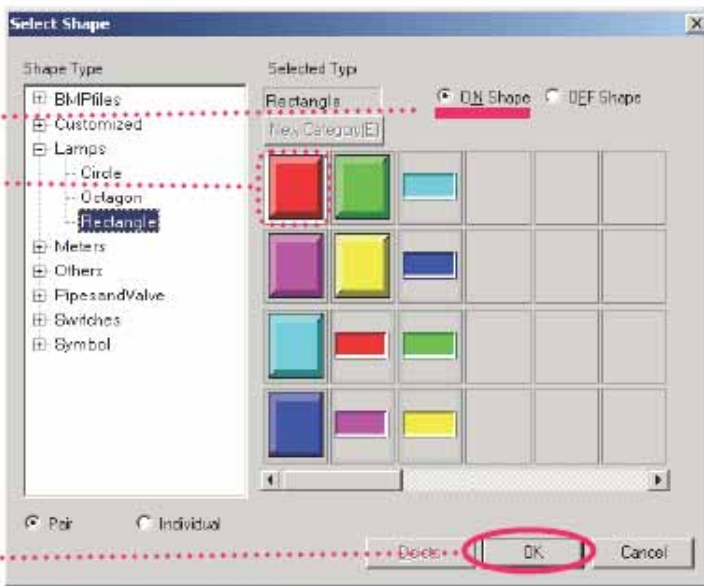 Select Shape
Shape Type
BMPfiles
Customized
Lamps
Circle
Octagon
Rectangle
Meters
Others
PipesandValve
Switches
Symbol
Selected Type
Rectangle
ON Shape
OFF Shape
New Category(E)
Pair
Individual
Delete
OK
Cancel